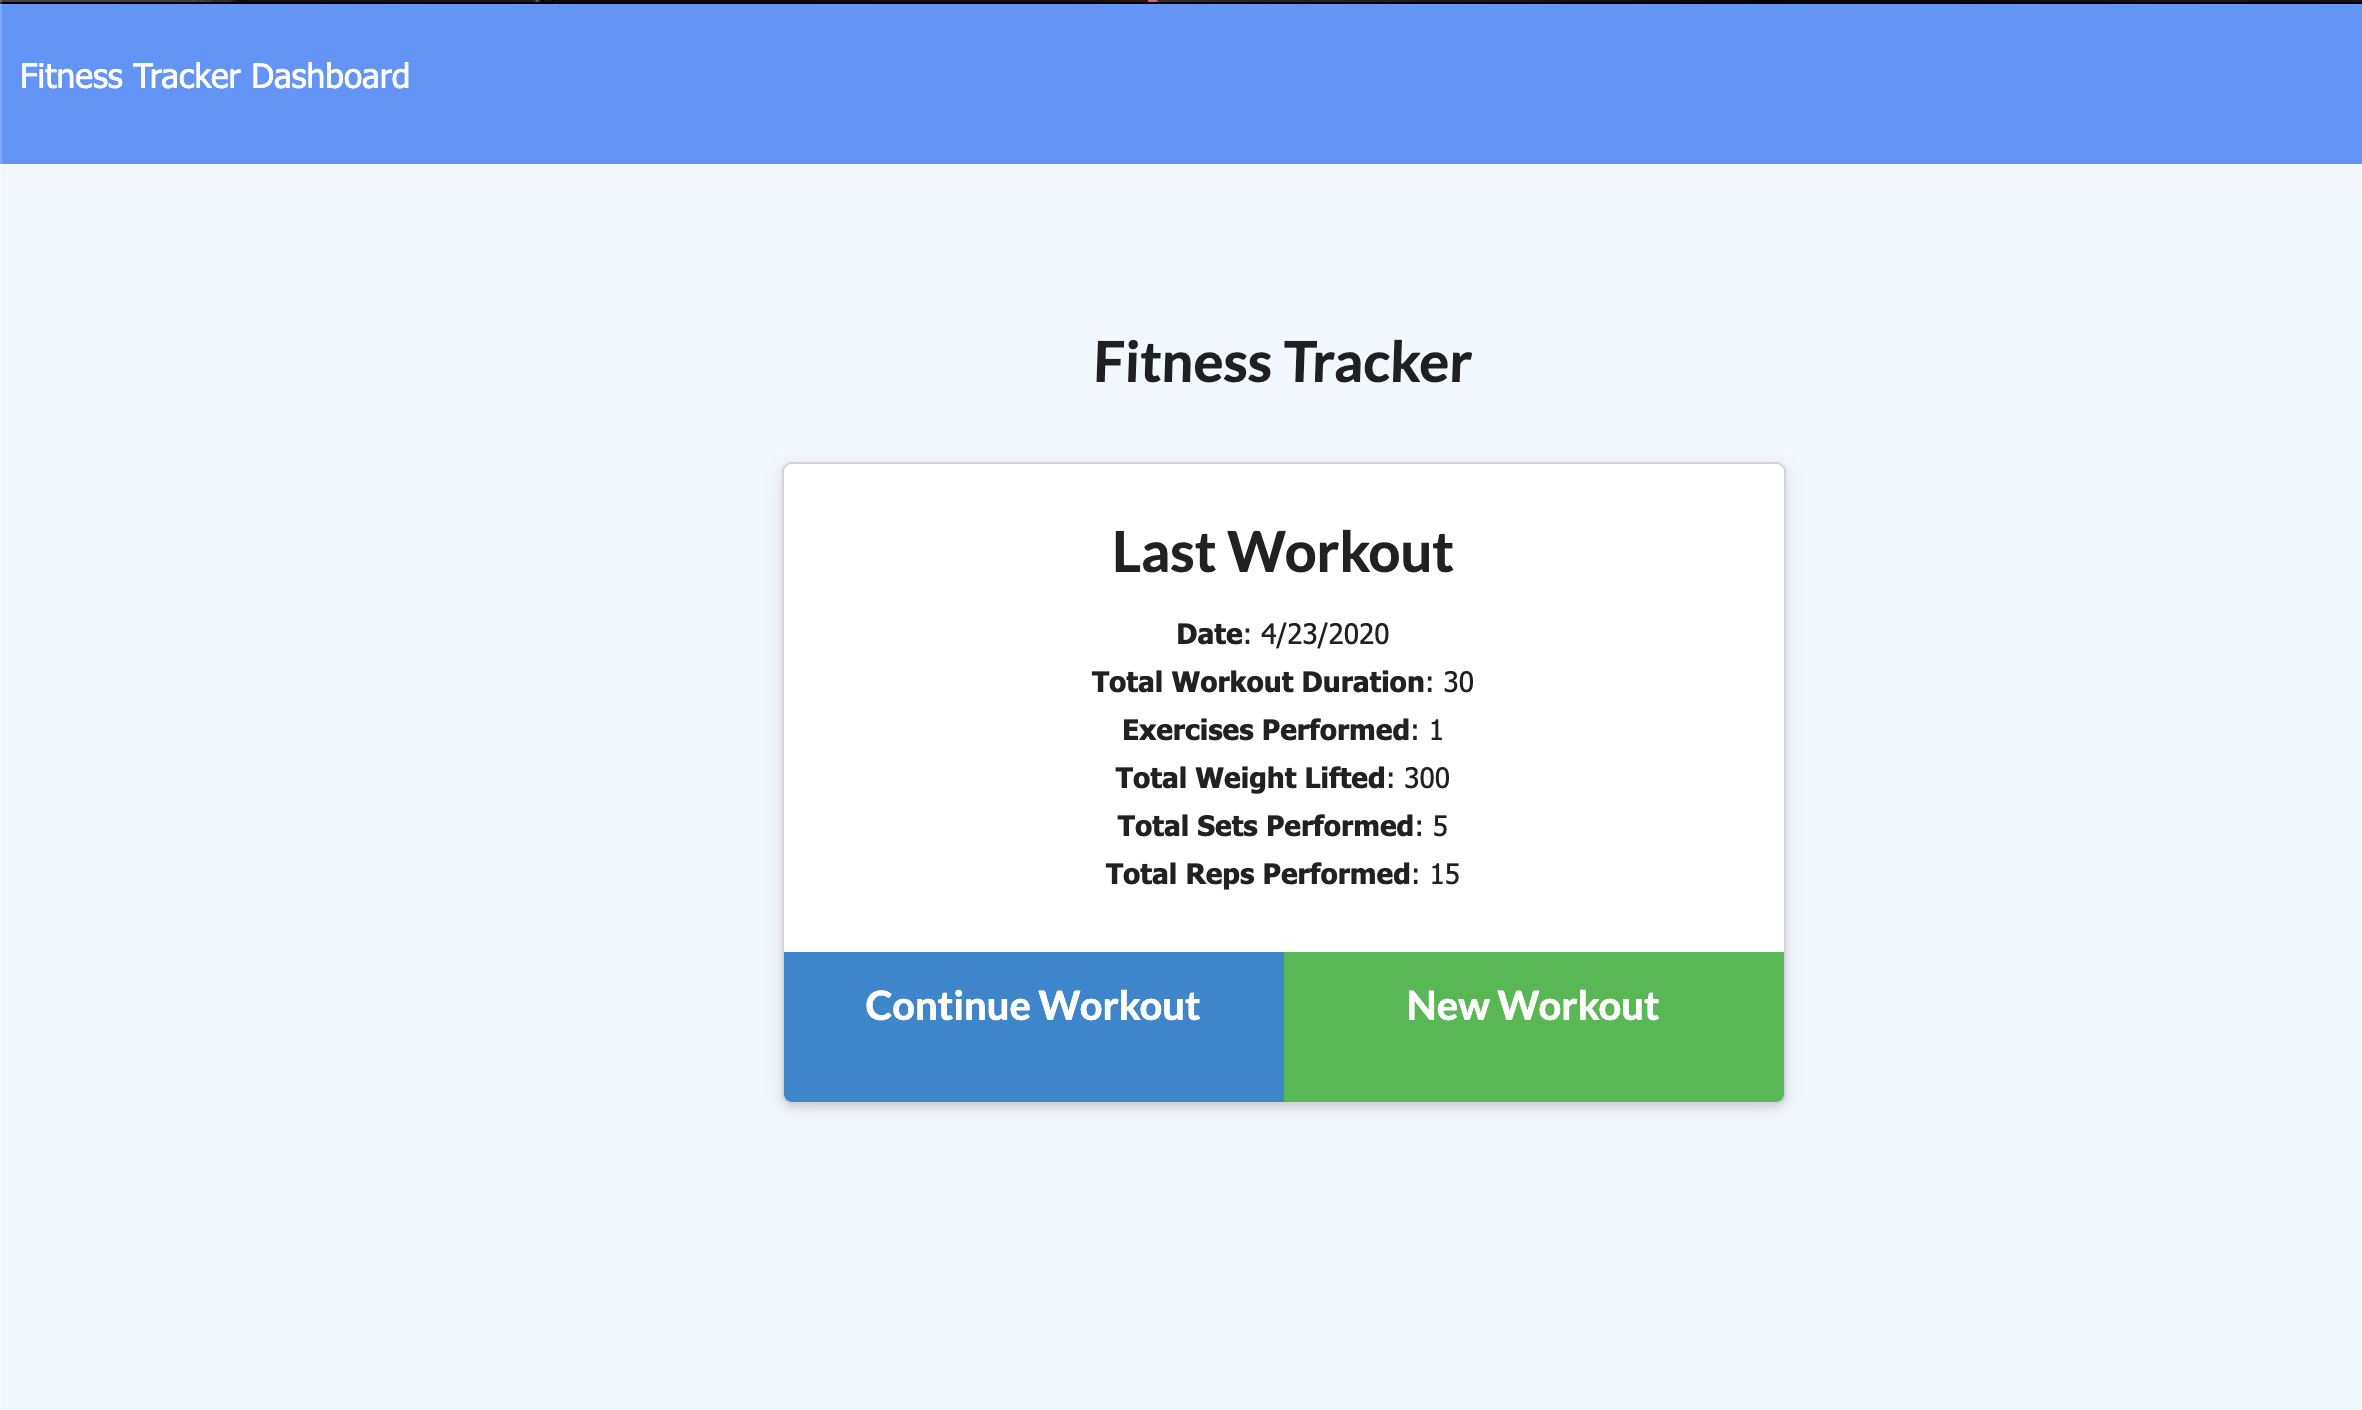 Fitness Tracker Dashboard
Fitness Tracker
Last Workout
Date: 4/23/2020
Total Workout Duration: 30
Exercises Performed: 1
Total Weight Lifted: 300
Total Sets Performed: 5
Total Reps Performed: 15
Continue Workout
New Workout